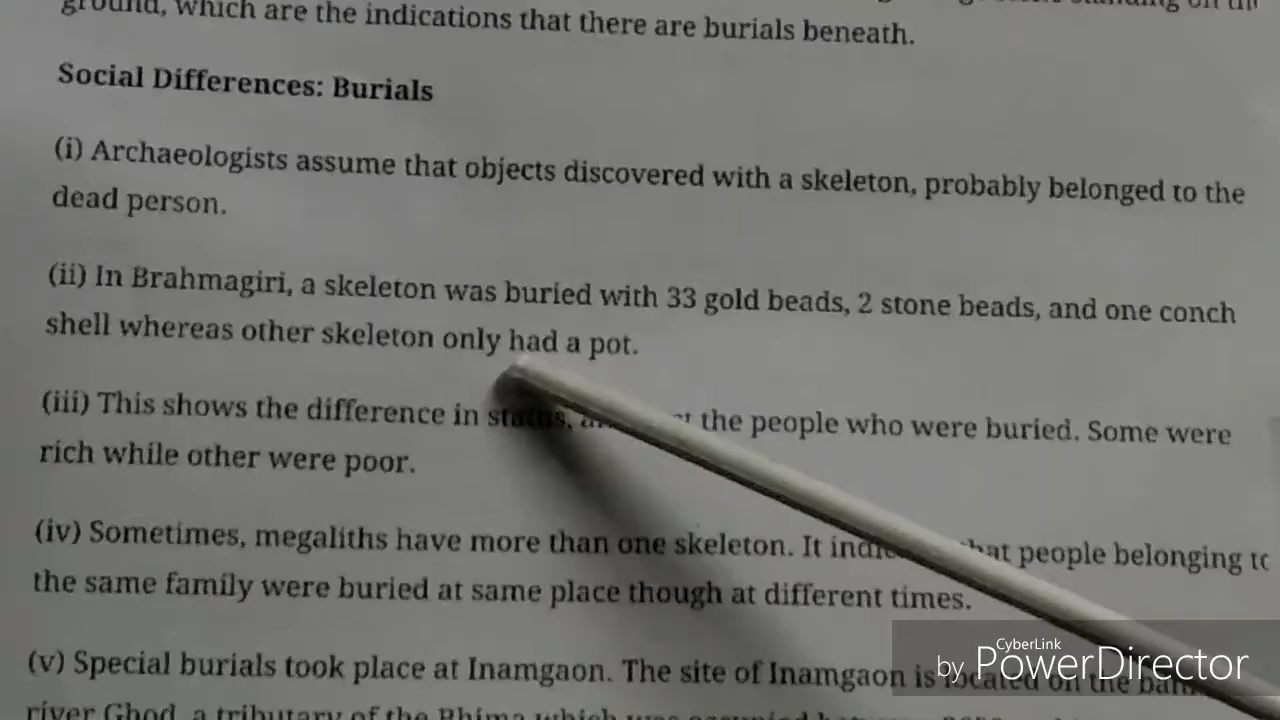 ground, which are the indications that there are burials beneath.
Social Differences: Burials
(i) Archaeologists assume that objects discovered with a skeleton, probably belonged to the
dead person.
(ii) In Brahmagiri, a skeleton was buried with 33 gold beads, 2 stone beads, and one conch
shell whereas other skeleton only had a pot.
(iii) This shows the difference in status, the people who were buried. Some were
rich while other were poor.
(iv) Sometimes, megaliths have more than one skeleton. It that people belonging to
the same family were buried at same place though at different times.
(v) Special burials took place at Inamgaon. The site of Inamgaon is located on the
river Ghod, a tributary of the Bhima which was
CyberLink
by PowerDirector